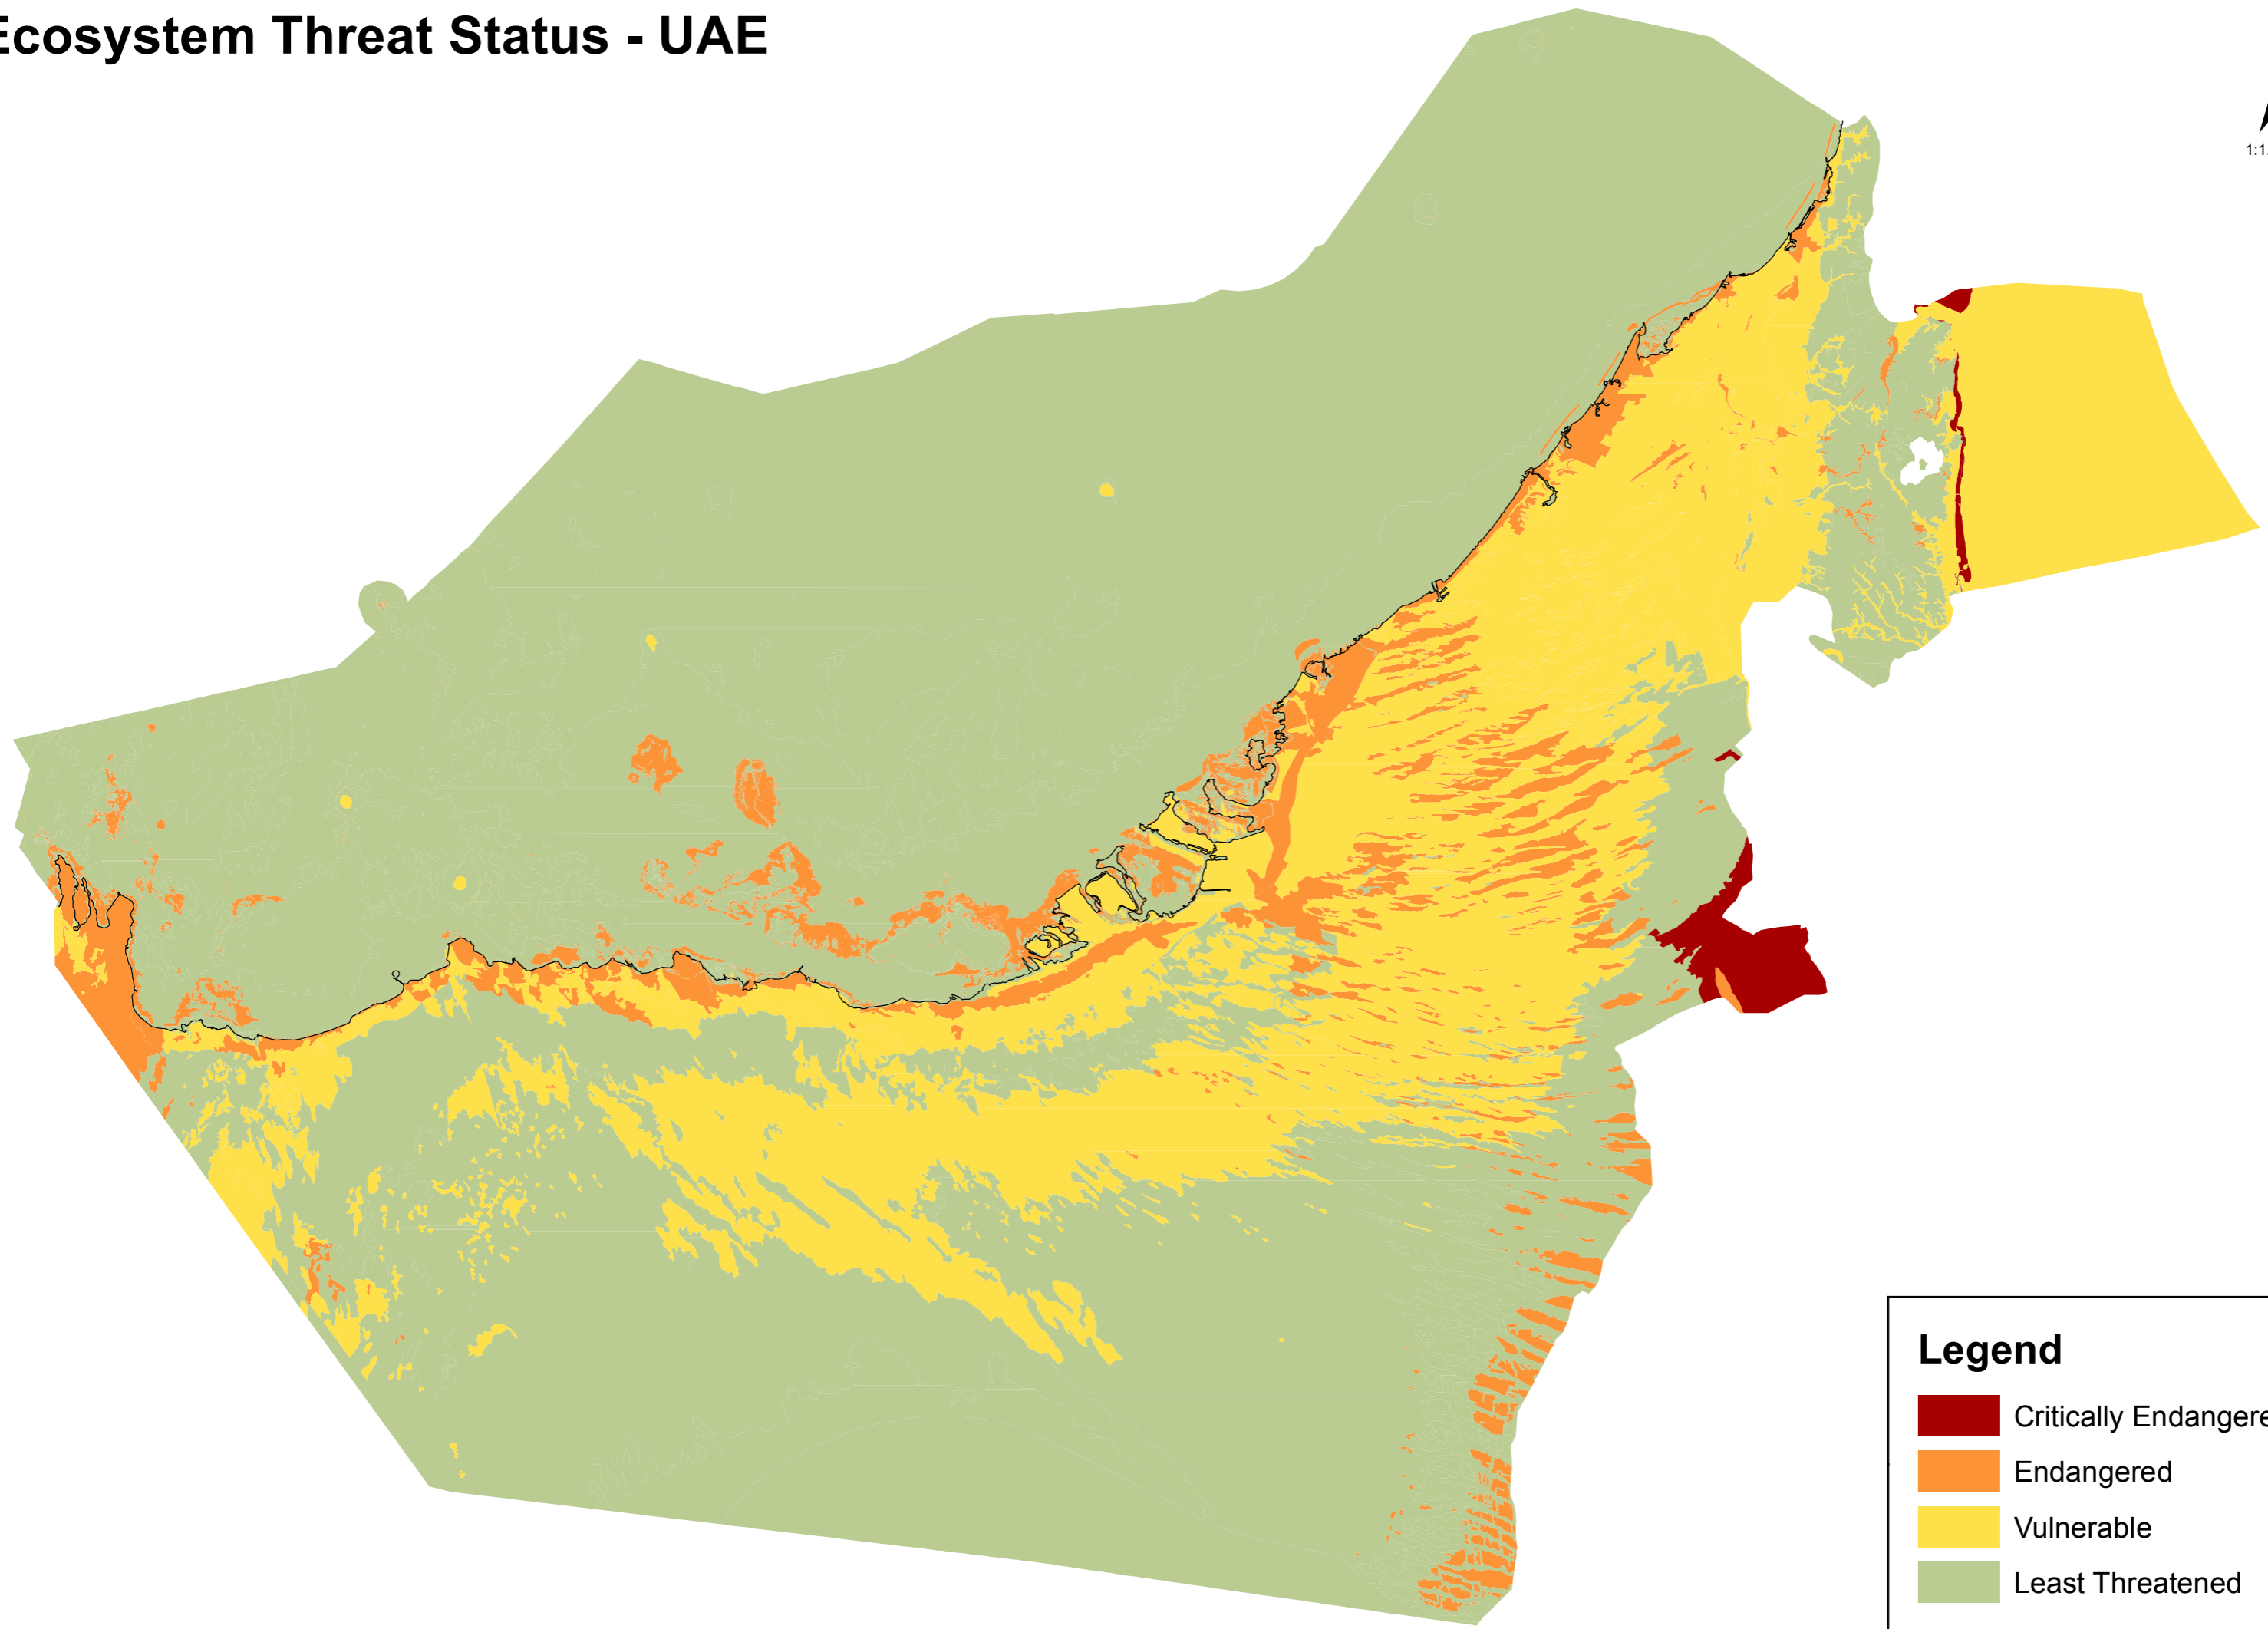 Ecosystem Threat Status - UAE
1:1
Legend
Critically Endangere
Endangered
Vulnerable
Least Threatened